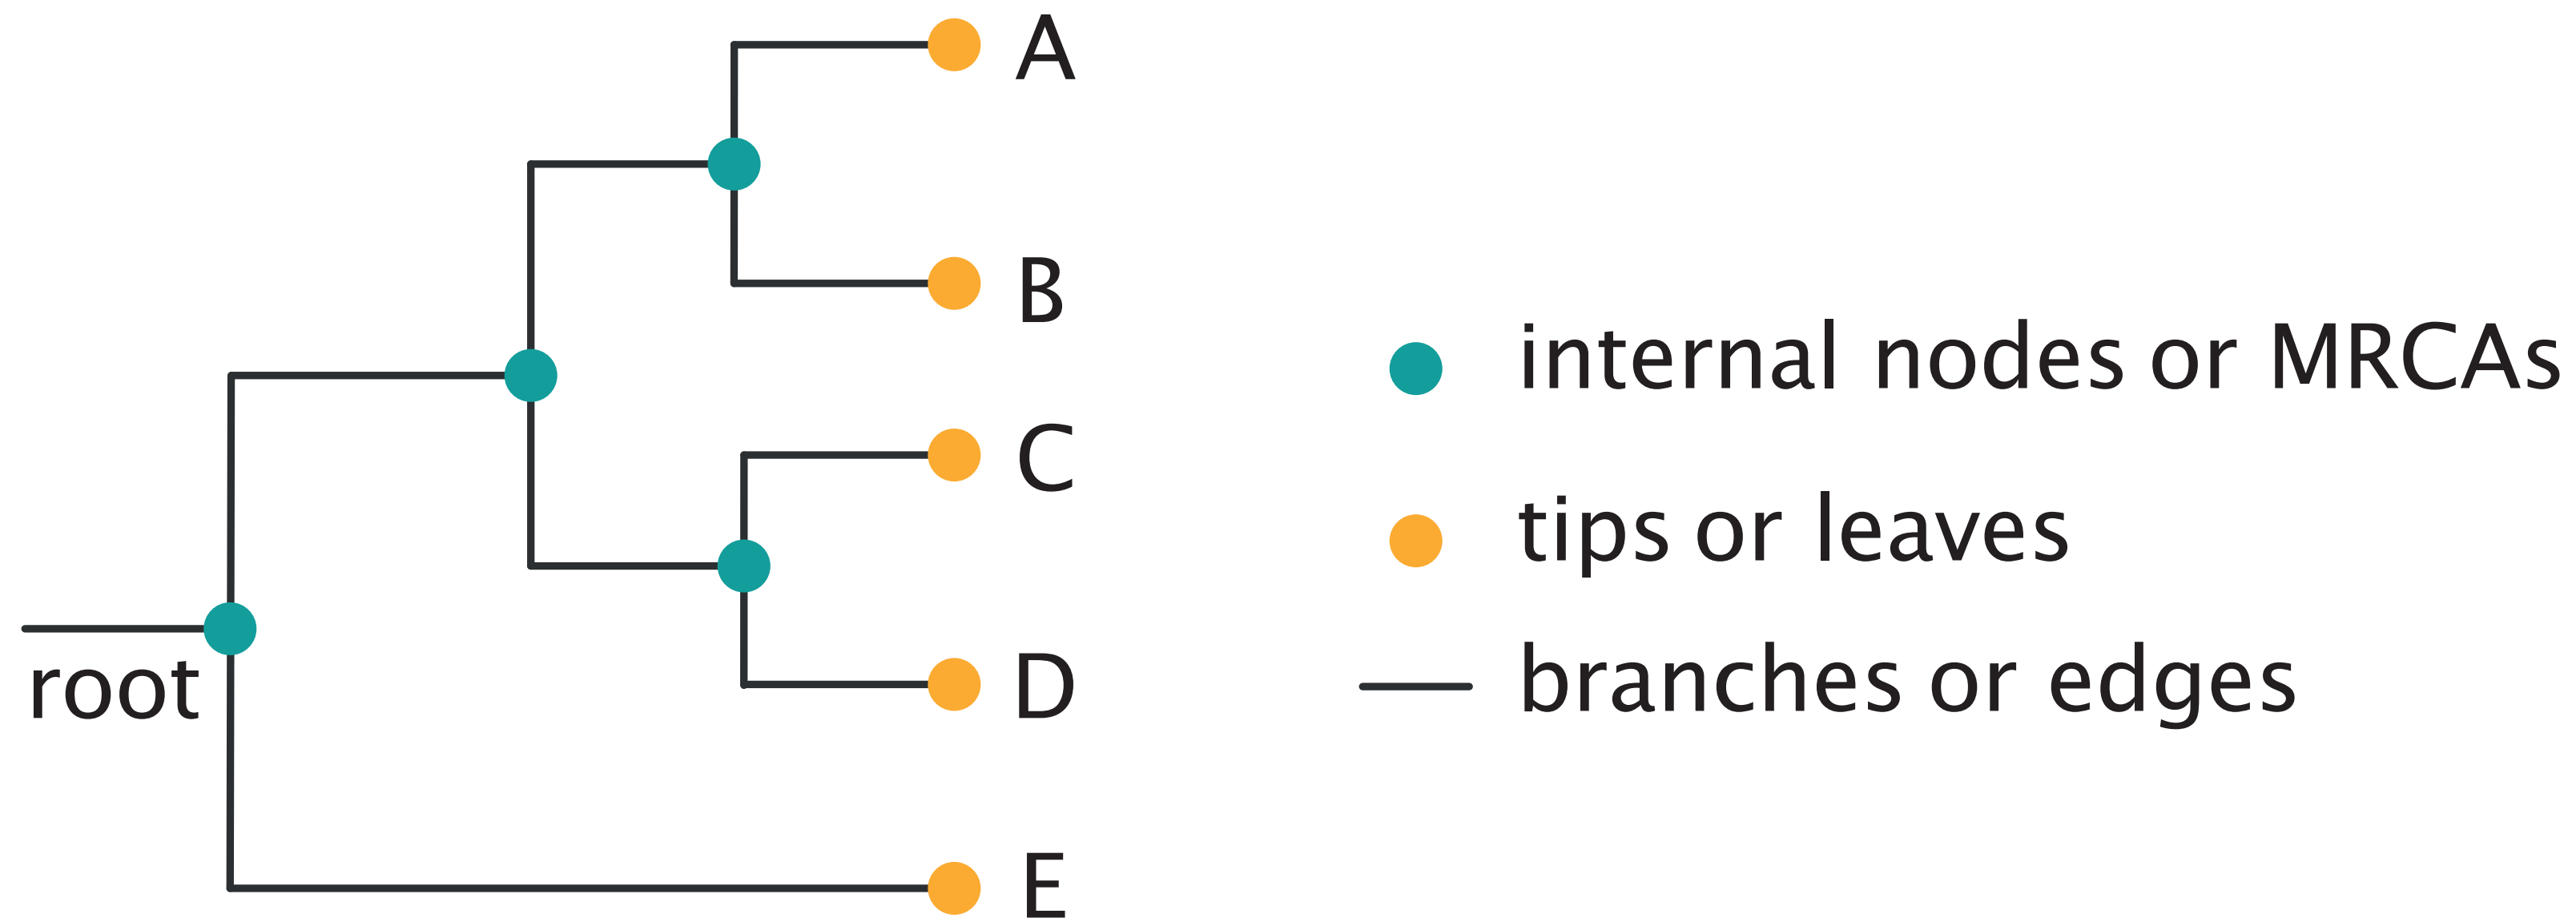 A
B
internal nodes or MRCAs
C
tips or leaves
root
D
branches or edges
E